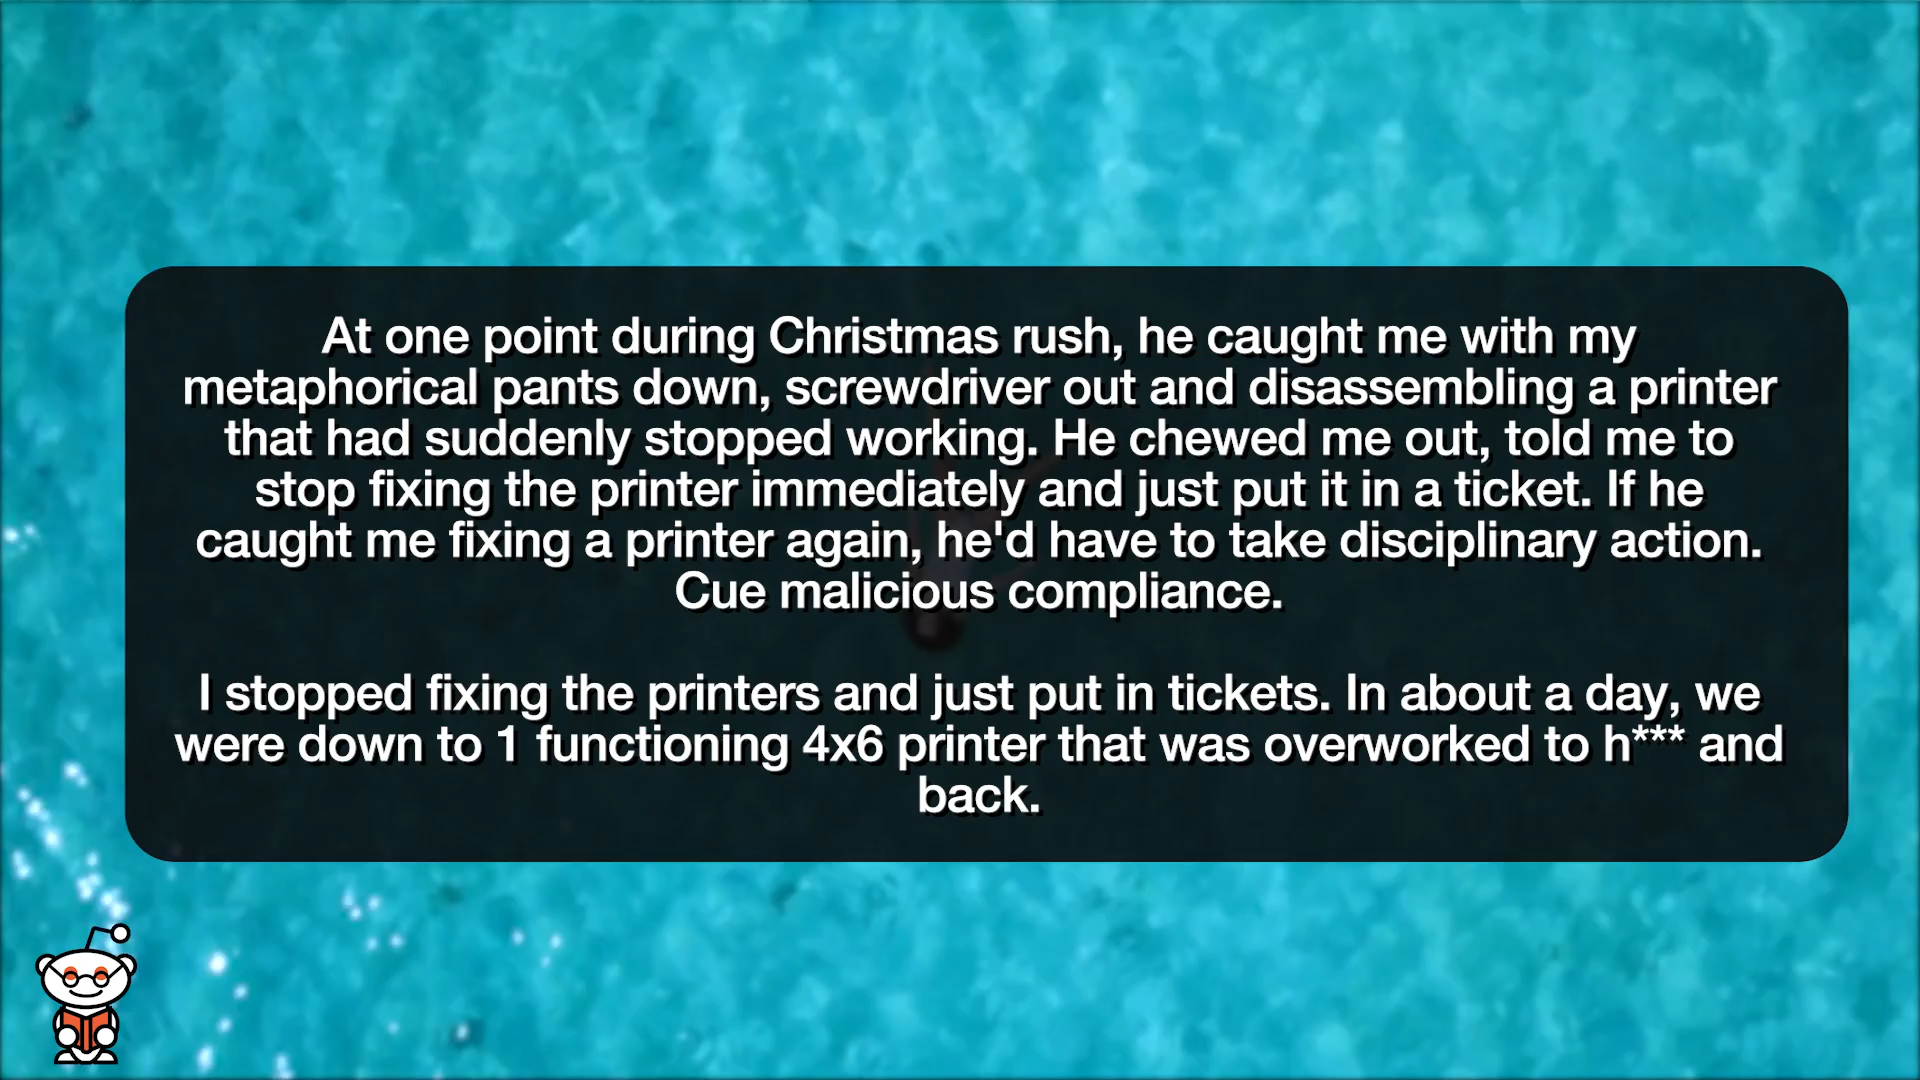 At one point during Christmas rush, he caught me with my
metaphorical pants down, screwdriver out and disassembling a printer
that had suddenly stopped working. He chewed me out, told me to
stop fixing the printer immediately and just put it in a ticket. If he
caught me fixing a printer again, he'd have to take disciplinary action.
Cue malicious compliance.
I stopped fixing the printers and just put in tickets. In about a day, we
were down to 1 functioning 4x6 printer that was overworked to h*** and
back.